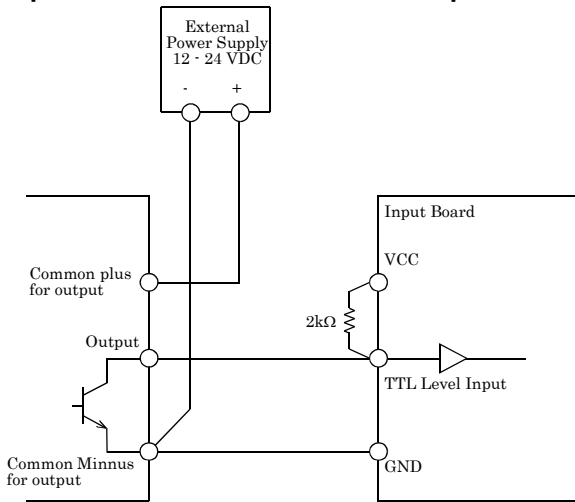 External
Power Supply
12 - 24 VDC
- +
Input Board
VCC
Common plus
for output
2kΩ
Output
TTL Level Input
Common Minnus
for output
GND